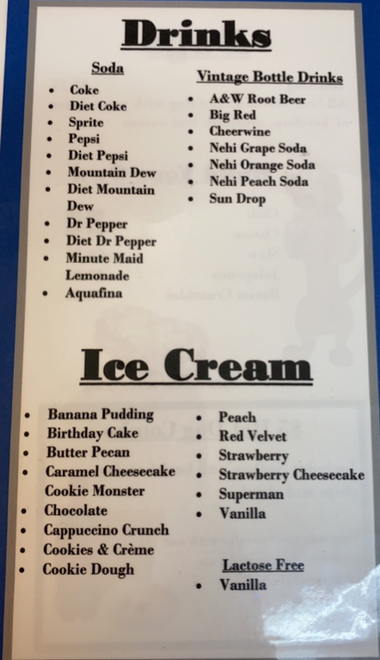 Drinks
Soda
• Coke
• Diet Coke
• Sprite
• Pepsi
• Diet Pepsi
• Mountain Dew
• Diet Mountain
Dew
• Dr Pepper
• Diet Dr Pepper
• Minute Maid
Lemonade
• Aquafina
Vintage Bottle Drinks
• A&W Root Beer
• Big Red
• Cheerwine
• Nehi Grape Soda
• Nehi Orange Soda
• Nehi Peach Soda
• Sun Drop
Ice Cream
• Banana Pudding
• Birthday Cake
• Butter Pecan
• Caramel Cheesecake
Cookie Monster
• Chocolate
• Cappuccino Crunch
• Cookies & Crème
• Cookie Dough
• Peach
• Red Velvet
• Strawberry
• Strawberry Cheesecake
• Superman
• Vanilla
Lactose Free
• Vanilla